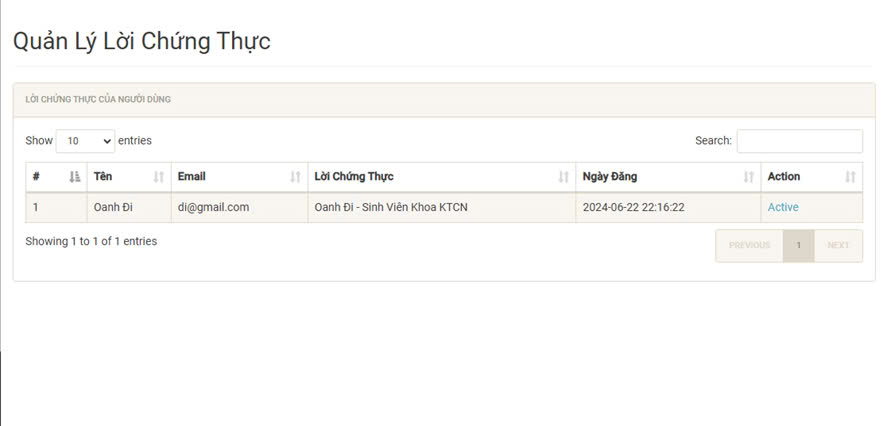 Quản Lý Lời Chứng Thực
LỜI CHỨNG THỰC CỦA NGƯỜI DÙNG
Show 10 entries Search:
# Tên Email Lời Chứng Thực Ngày Đăng Action
1 Oanh Đi di@gmail.com Oanh Đi - Sinh Viên Khoa KTCN 2024-06-22 22:16:22 Active
Showing 1 to 1 of 1 entries PREVIOUS 1 NEXT